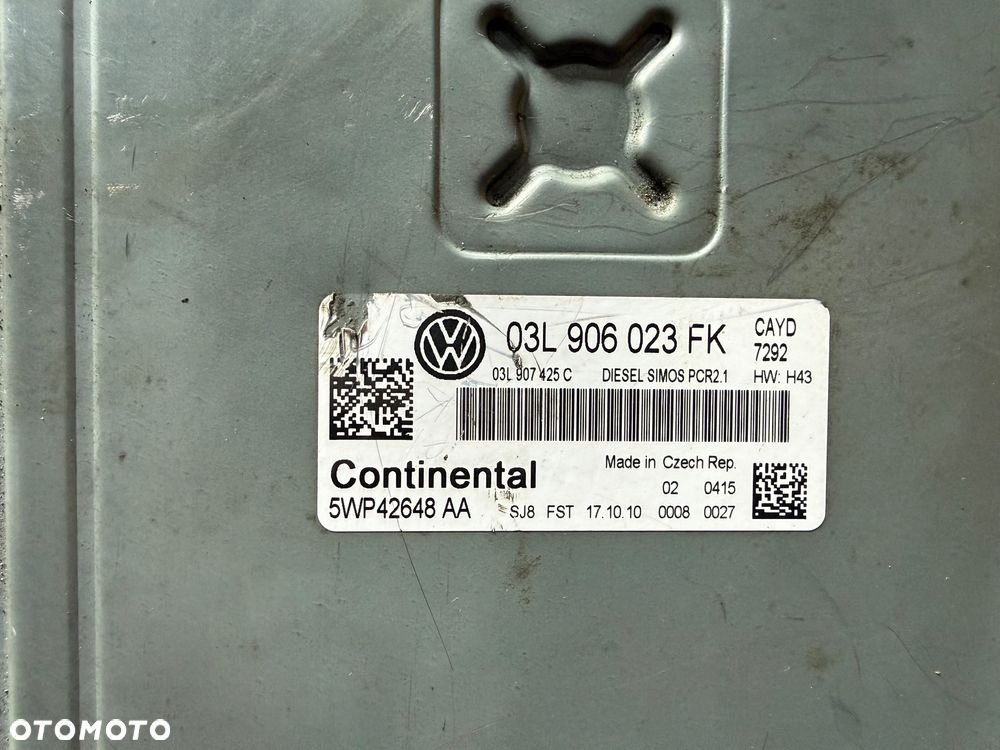 03L 906 023 FK
CAYD
7292
03L 907 425 C DIESEL SIMOS PCR2.1 HW: H43
Continental
Made in Czech Rep.
02 0415
5WP42648 AA SJ8 FST 17.10.10 0008 0027
OTOMOTO